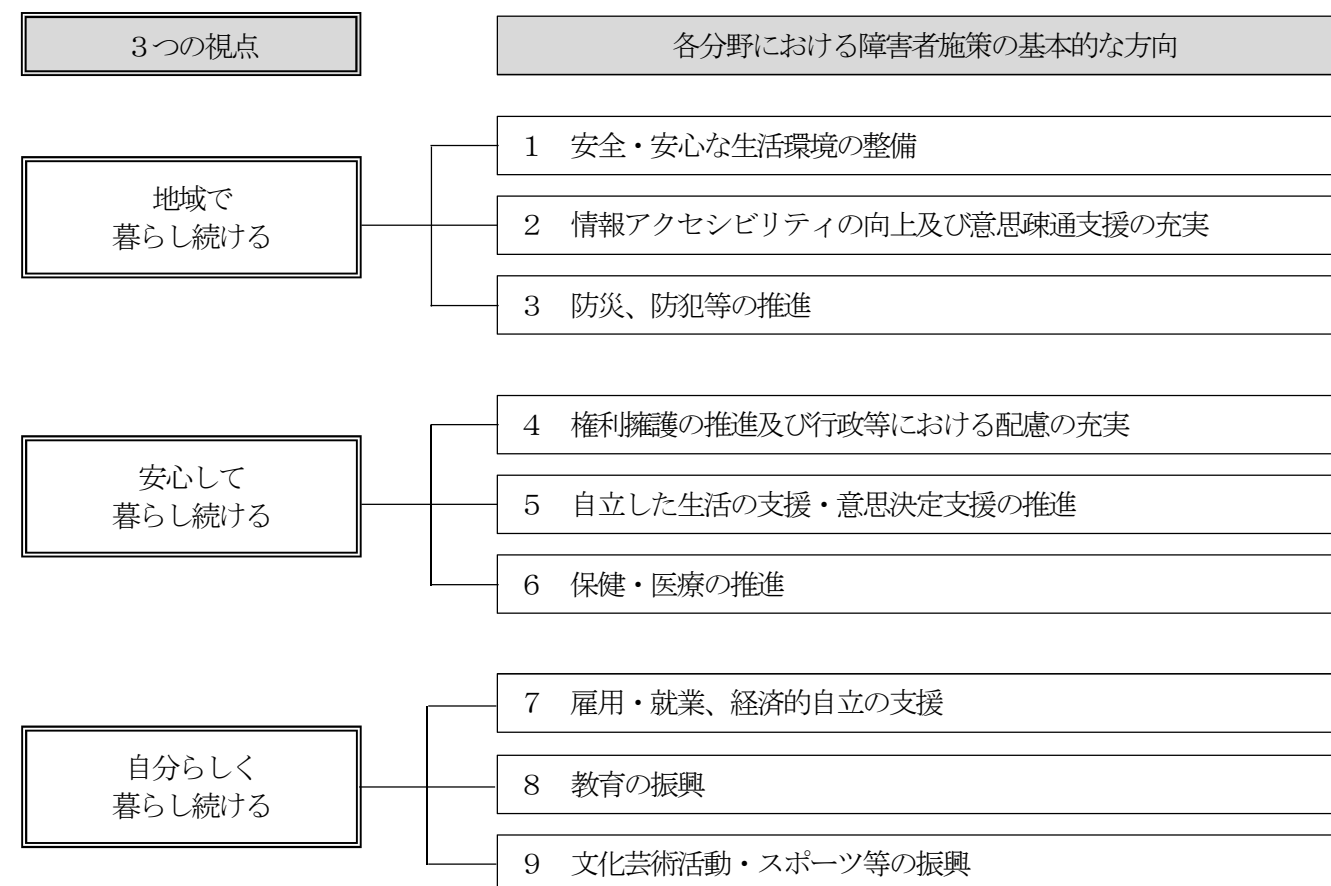 ３つの視点
各分野における障害者施策の基本的な方向
地域で
暮らし続ける
１　安全・安心な生活環境の整備
２　情報アクセシビリティの向上及び意思疎通支援の充実
３　防災、防犯等の推進
安心して
暮らし続ける
４　権利擁護の推進及び行政等における配慮の充実
５　自立した生活の支援・意思決定支援の推進
６　保健・医療の推進
自分らしく
暮らし続ける
７　雇用・就業、経済的自立の支援
８　教育の振興
９　文化芸術活動・スポーツ等の振興